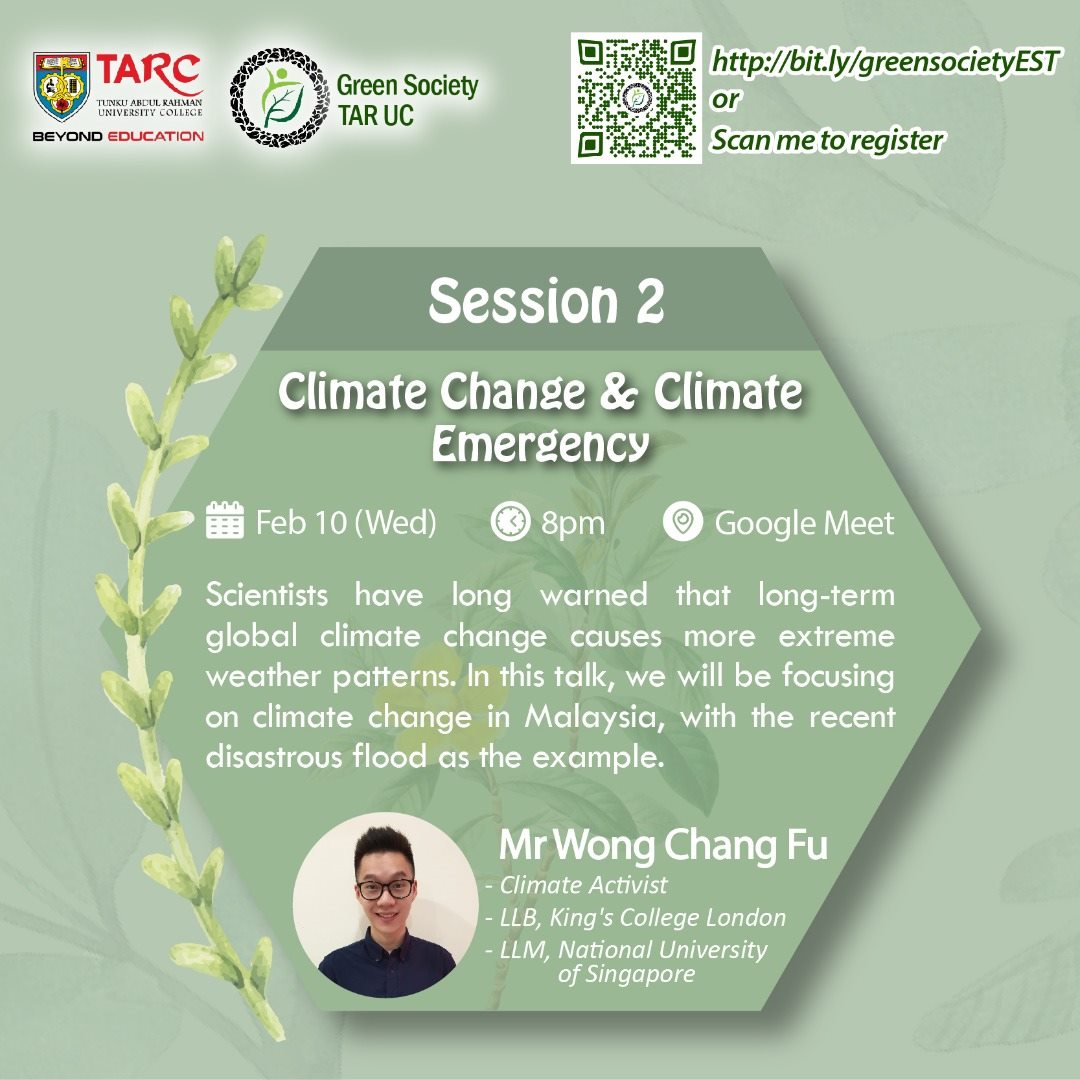 TARC
TUNKU ABDUL RAHMAN
UNIVERSITY COLLEGE
BEYOND EDUCATION
Green Society
TAR UC
http://bit.ly/greensocietyEST
or
Scan me to register
Session 2
Climate Change & Climate
Emergency
Feb 10 (Wed) 8pm Google Meet
Scientists have long warned that long-term
global climate change causes more extreme
weather patterns. In this talk, we will be focusing
on climate change in Malaysia, with the recent
disastrous flood as the example.
Mr Wong Chang Fu
- Climate Activist
- LLB, King's College London
- LLM, National University
of Singapore